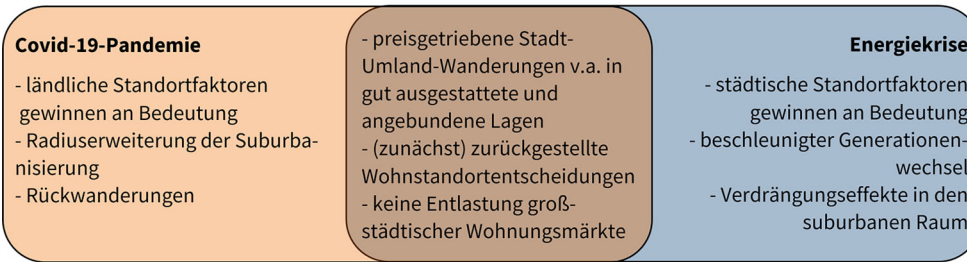 Covid-19-Pandemie
- ländliche Standortfaktoren
gewinnen an Bedeutung
- Radiuserweiterung der Suburba-
nisierung
- Rückwanderungen
- preisgetriebene Stadt-
Umland-Wanderungen v.a. in
gut ausgestattete und
angebundene Lagen
- (zunächst) zurückgestellte
Wohnstandortentscheidungen
- keine Entlastung groß-
städtischer Wohnungsmärkte
Energiekrise
- städtische Standortfaktoren
gewinnen an Bedeutung
- beschleunigter Generationen-
wechsel
- Verdrängungseffekte in den
suburbanen Raum